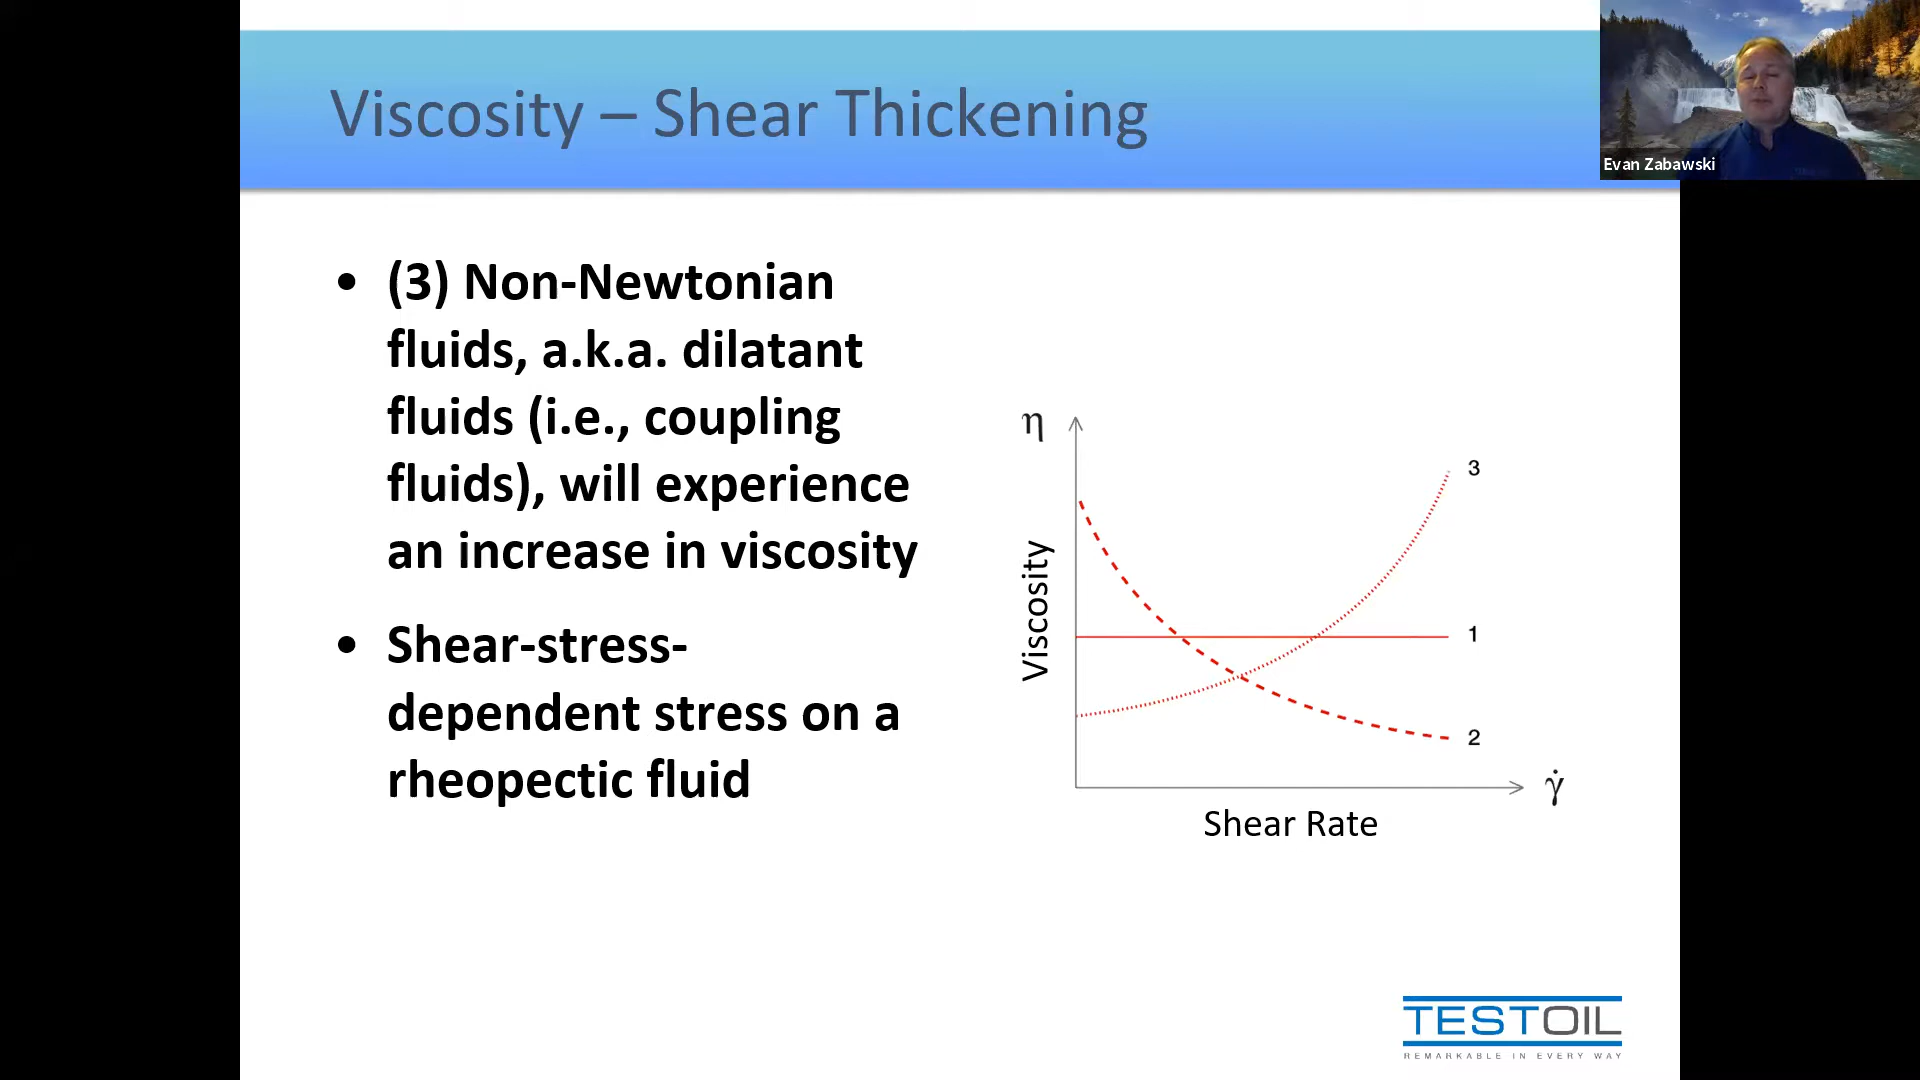 Viscosity – Shear Thickening
Evan Zabawski
• (3) Non-Newtonian
fluids, a.k.a. dilatant
fluids (i.e., coupling
fluids), will experience
an increase in viscosity
• Shear-stress-
dependent stress on a
rheopectic fluid
η
Viscosity
3
1
2
γ̇
Shear Rate
TESTOIL
REMARKABLE IN EVERY WAY